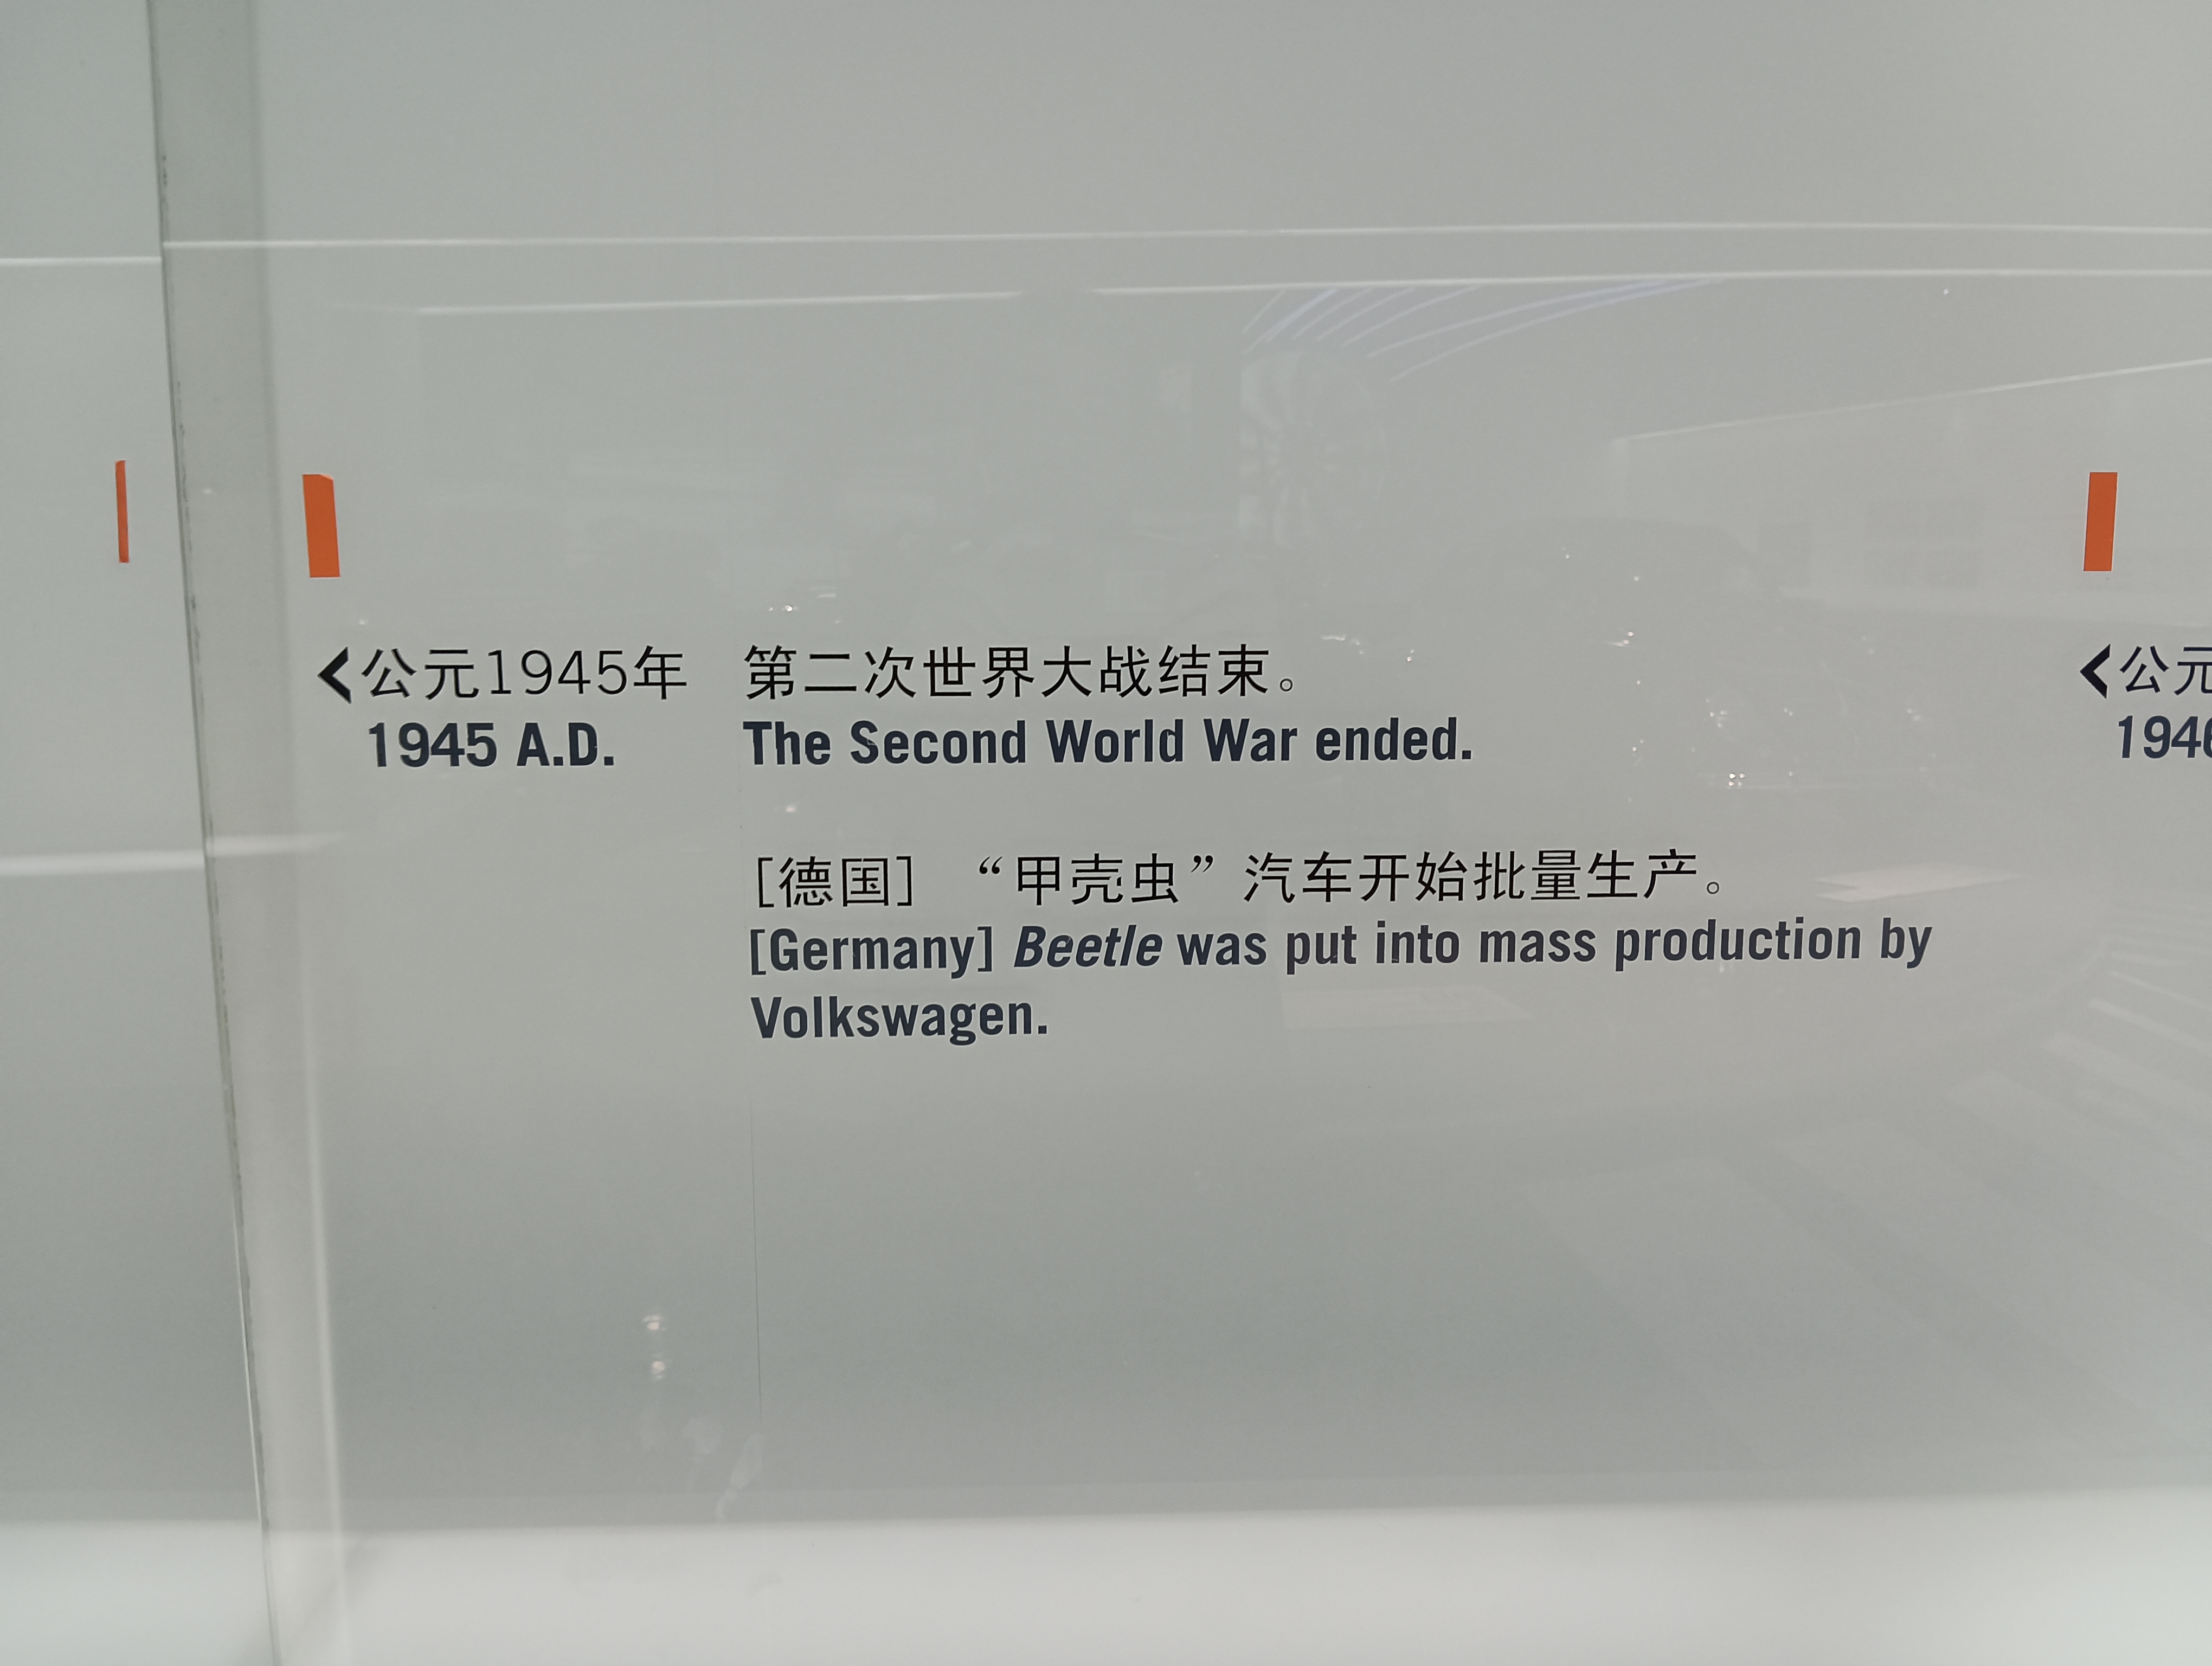 公元1945年 第二次世界大战结束。
1945 A.D. The Second World War ended.
[德国] “甲壳虫”汽车开始批量生产。
[Germany] Beetle was put into mass production by
Volkswagen.
公元